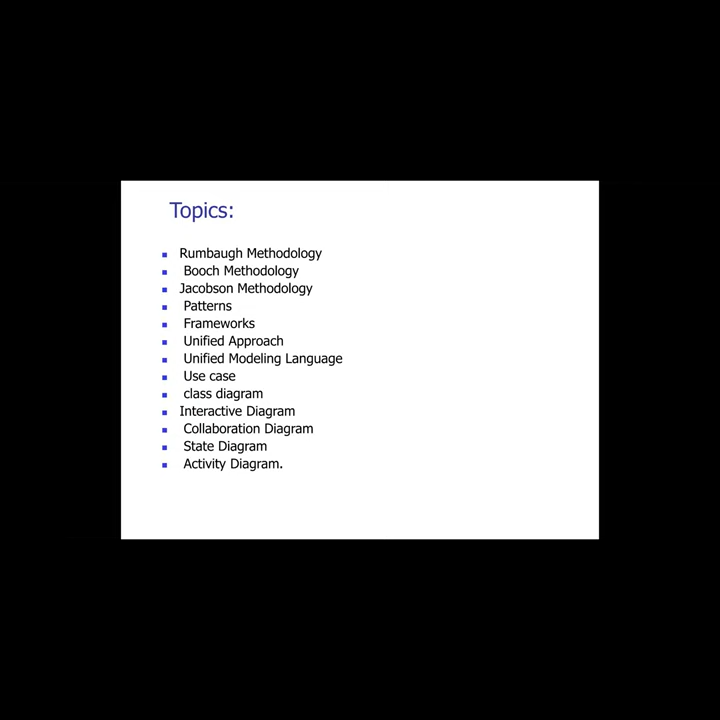 Topics:
Rumbaugh Methodology
Booch Methodology
Jacobson Methodology
Patterns
Frameworks
Unified Approach
Unified Modeling Language
Use case
class diagram
Interactive Diagram
Collaboration Diagram
State Diagram
Activity Diagram.